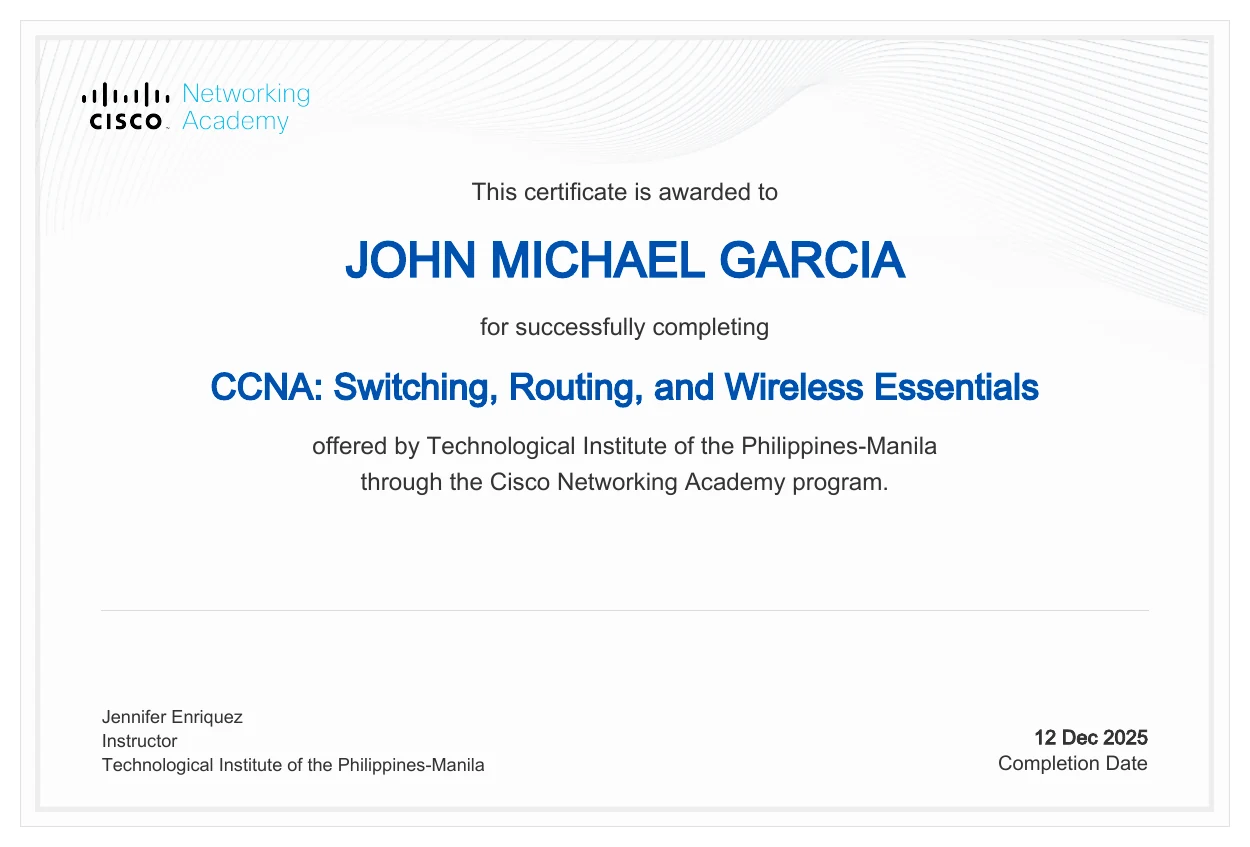 Networking
CISCO Academy
This certificate is awarded to
JOHN MICHAEL GARCIA
for successfully completing
CCNA: Switching, Routing, and Wireless Essentials
offered by Technological Institute of the Philippines-Manila
through the Cisco Networking Academy program.
Jennifer Enriquez
Instructor
Technological Institute of the Philippines-Manila
12 Dec 2025
Completion Date